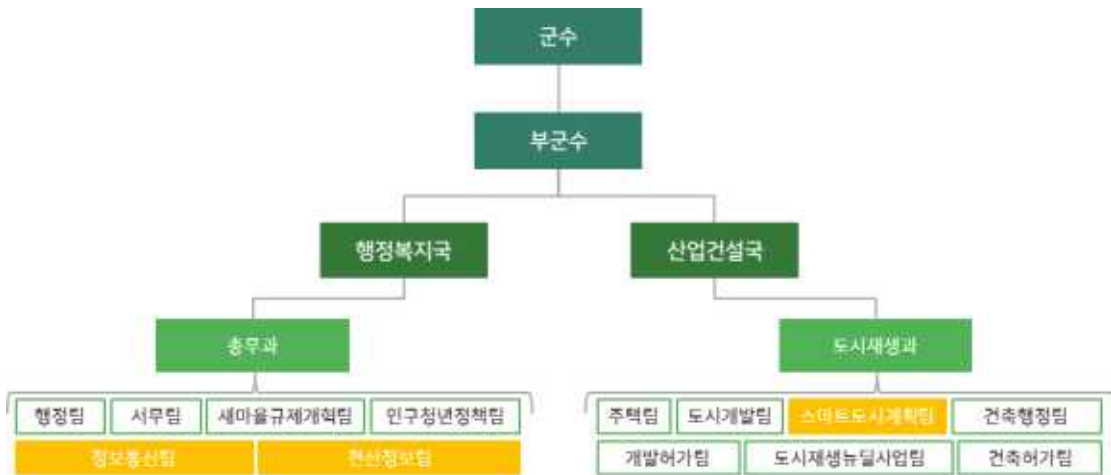 군수
부군수
행정복지국 산업건설국
총무과 도시재생과
행정팀 서무팀 새마을규제개혁팀 인구청년정책팀 주택팀 도시개발팀 스마트도시계획팀 건축행정팀
정보통신팀 전산정보팀 개발허가팀 도시재생뉴딜사업팀 건축허가팀